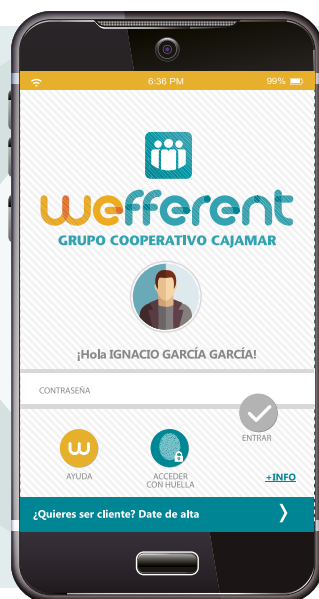 6:36 PM
99%
wefferent
GRUPO COOPERATIVO CAJAMAR
¡Hola IGNACIO GARCÍA GARCÍA!
CONTRASEÑA
ENTRAR
w
AYUDA
ACCEDER
CON HUELLA
+INFO
¿Quieres ser cliente? Date de alta